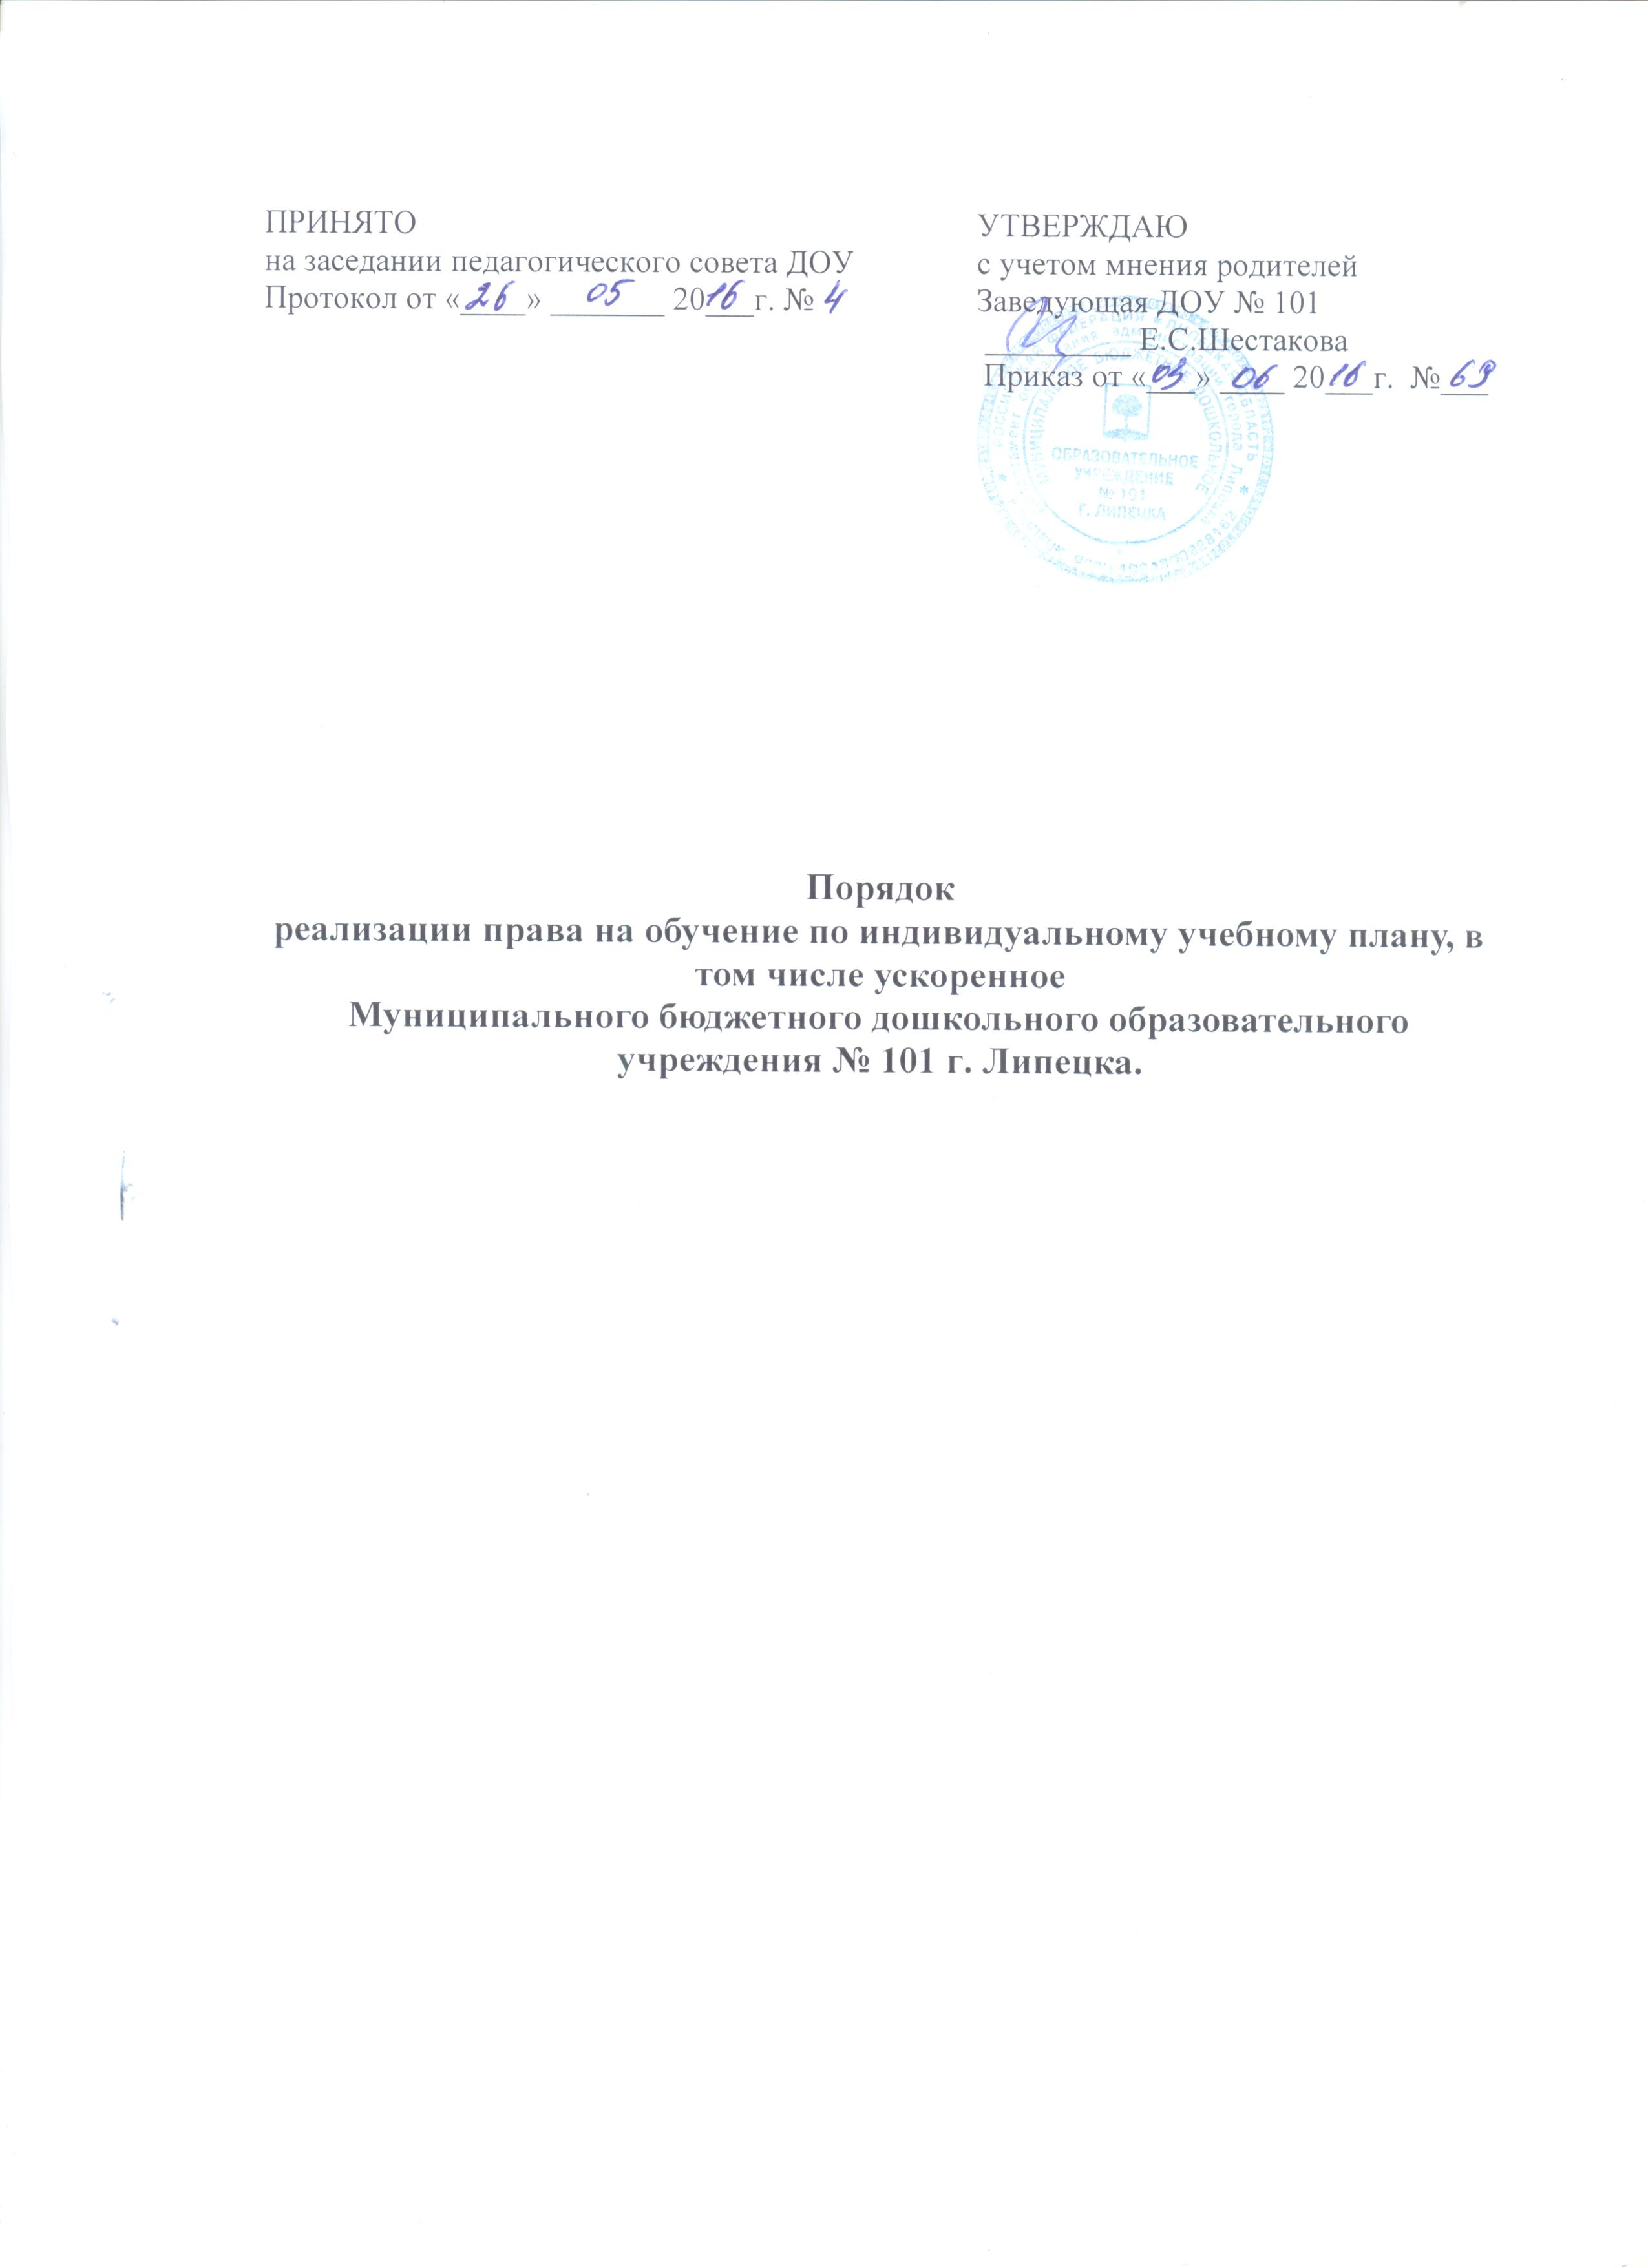 ПРИНЯТО
на заседании педагогического совета ДОУ
Протокол от «26» 05 2016г. № 4
УТВЕРЖДАЮ
с учетом мнения родителей
Заведующая ДОУ № 101
Е.С.Шестакова
Приказ от «03» 06 2016г. № 69
ОБРАЗОВАТЕЛЬНОЕ
УЧРЕЖДЕНИЕ
№ 101
Г. ЛИПЕЦКА
Порядок
реализации права на обучение по индивидуальному учебному плану, в
том числе ускоренное
Муниципального бюджетного дошкольного образовательного
учреждения № 101 г. Липецка.